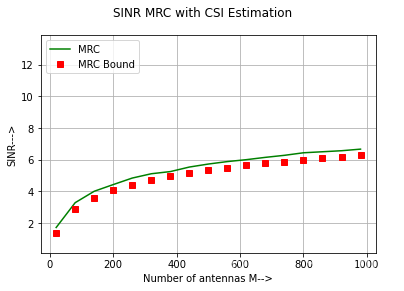 SINR MRC with CSI Estimation
MRC
MRC Bound
12
10
8
6
4
2
SINR--->
0 200 400 600 800 1000
Number of antennas M-->